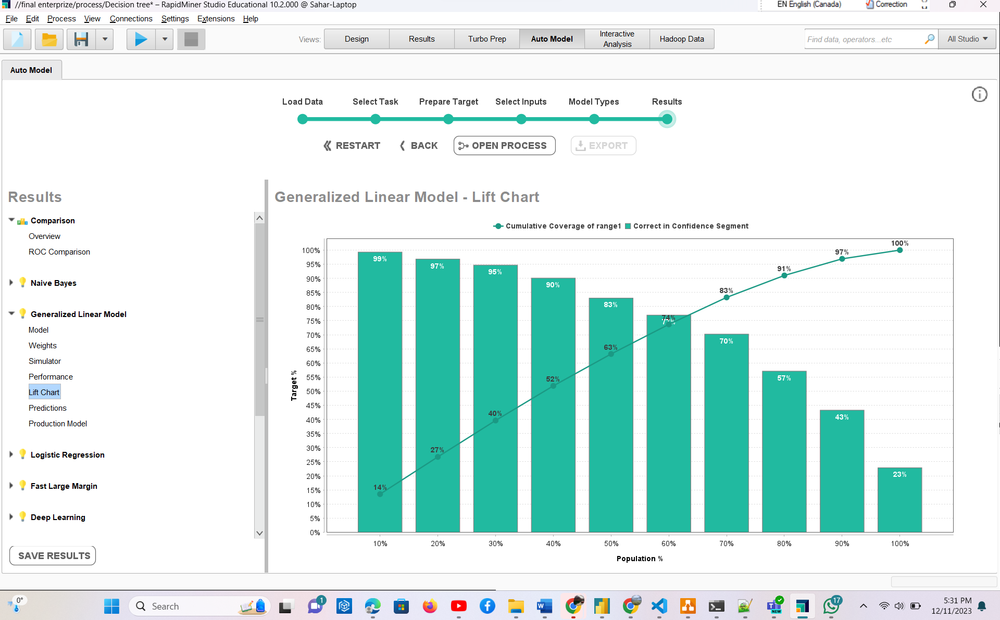 //final enterprize/process/Decision tree* – RapidMiner Studio Educational 10.2.000 @ Sahar-Laptop
EN English (Canada) Correction
File Edit Process View Connections Settings Extensions Help
Views: Design Results Turbo Prep Auto Model Interactive Analysis Hadoop Data
Find data, operators...etc All Studio
Auto Model
Load Data Select Task Prepare Target Select Inputs Model Types Results
RESTART BACK OPEN PROCESS EXPORT
Results
Comparison
Overview
ROC Comparison
Naive Bayes
Generalized Linear Model
Model
Weights
Simulator
Performance
Lift Chart
Predictions
Production Model
Logistic Regression
Fast Large Margin
Deep Learning
SAVE RESULTS
Generalized Linear Model - Lift Chart
Cumulative Coverage of range1 Correct in Confidence Segment
Target %
100%
95%
90%
85%
80%
75%
70%
65%
60%
55%
50%
45%
40%
35%
30%
25%
20%
15%
10%
5%
0%
99% 97% 95% 90% 83% 70% 57% 43% 23%
14% 27% 40% 52% 63% 74% 83% 91% 97% 100%
10% 20% 30% 40% 50% 60% 70% 80% 90% 100%
Population %
0°
Search
1
NEW
17
5:31 PM
12/11/2023